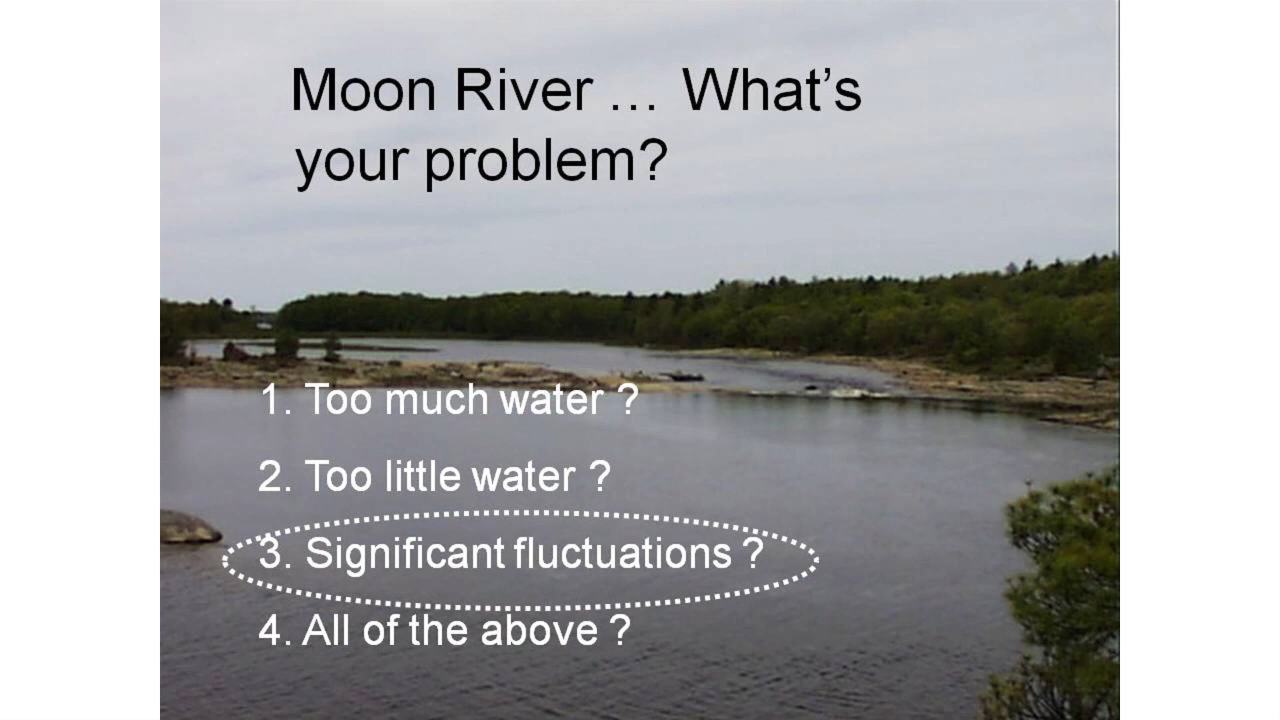 Moon River … What’s
your problem?
1. Too much water ?
2. Too little water ?
3. Significant fluctuations ?
4. All of the above ?